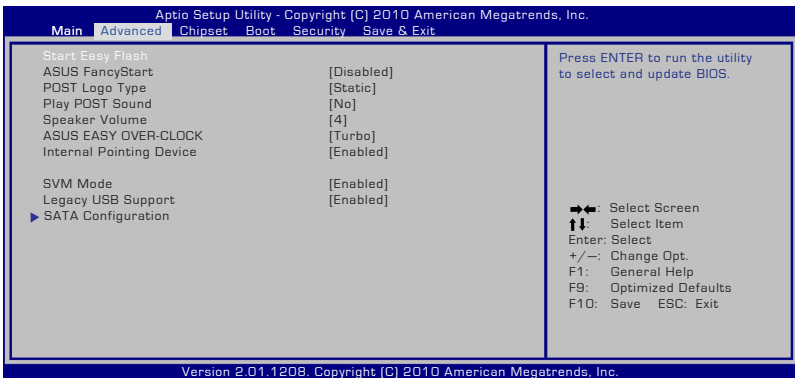 Aptio Setup Utility - Copyright (C) 2010 American Megatrends, Inc.
Main Advanced Chipset Boot Security Save & Exit
Start Easy Flash
ASUS FancyStart [Disabled]
POST Logo Type [Static]
Play POST Sound [No]
Speaker Volume [4]
ASUS EASY OVER-CLOCK [Turbo]
Internal Pointing Device [Enabled]
SVM Mode [Enabled]
Legacy USB Support [Enabled]
SATA Configuration
Press ENTER to run the utility
to select and update BIOS.
→←: Select Screen
↑↓: Select Item
Enter: Select
+/—: Change Opt.
F1: General Help
F9: Optimized Defaults
F10: Save ESC: Exit
Version 2.01.1208. Copyright (C) 2010 American Megatrends, Inc.